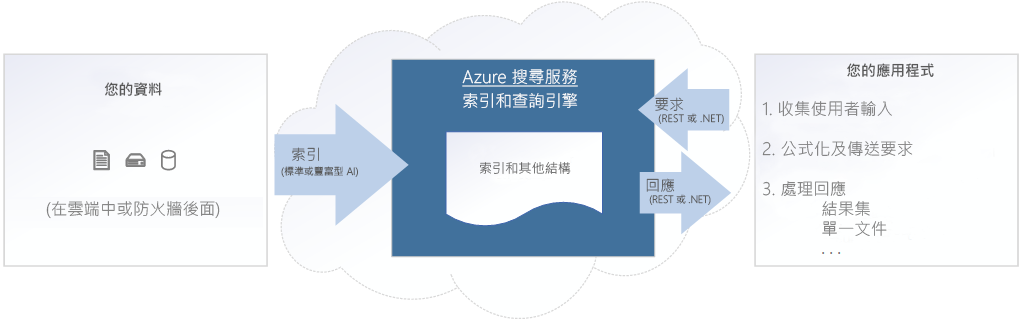 您的資料
(在雲端中或防火牆後面)
索引
(標準或豐富型 AI)
Azure 搜尋服務
索引和查詢引擎
索引和其他結構
要求
(REST 或 .NET)
回應
(REST 或 .NET)
您的應用程式
1. 收集使用者輸入
2. 公式化及傳送要求
3. 處理回應
結果集
單一文件
...